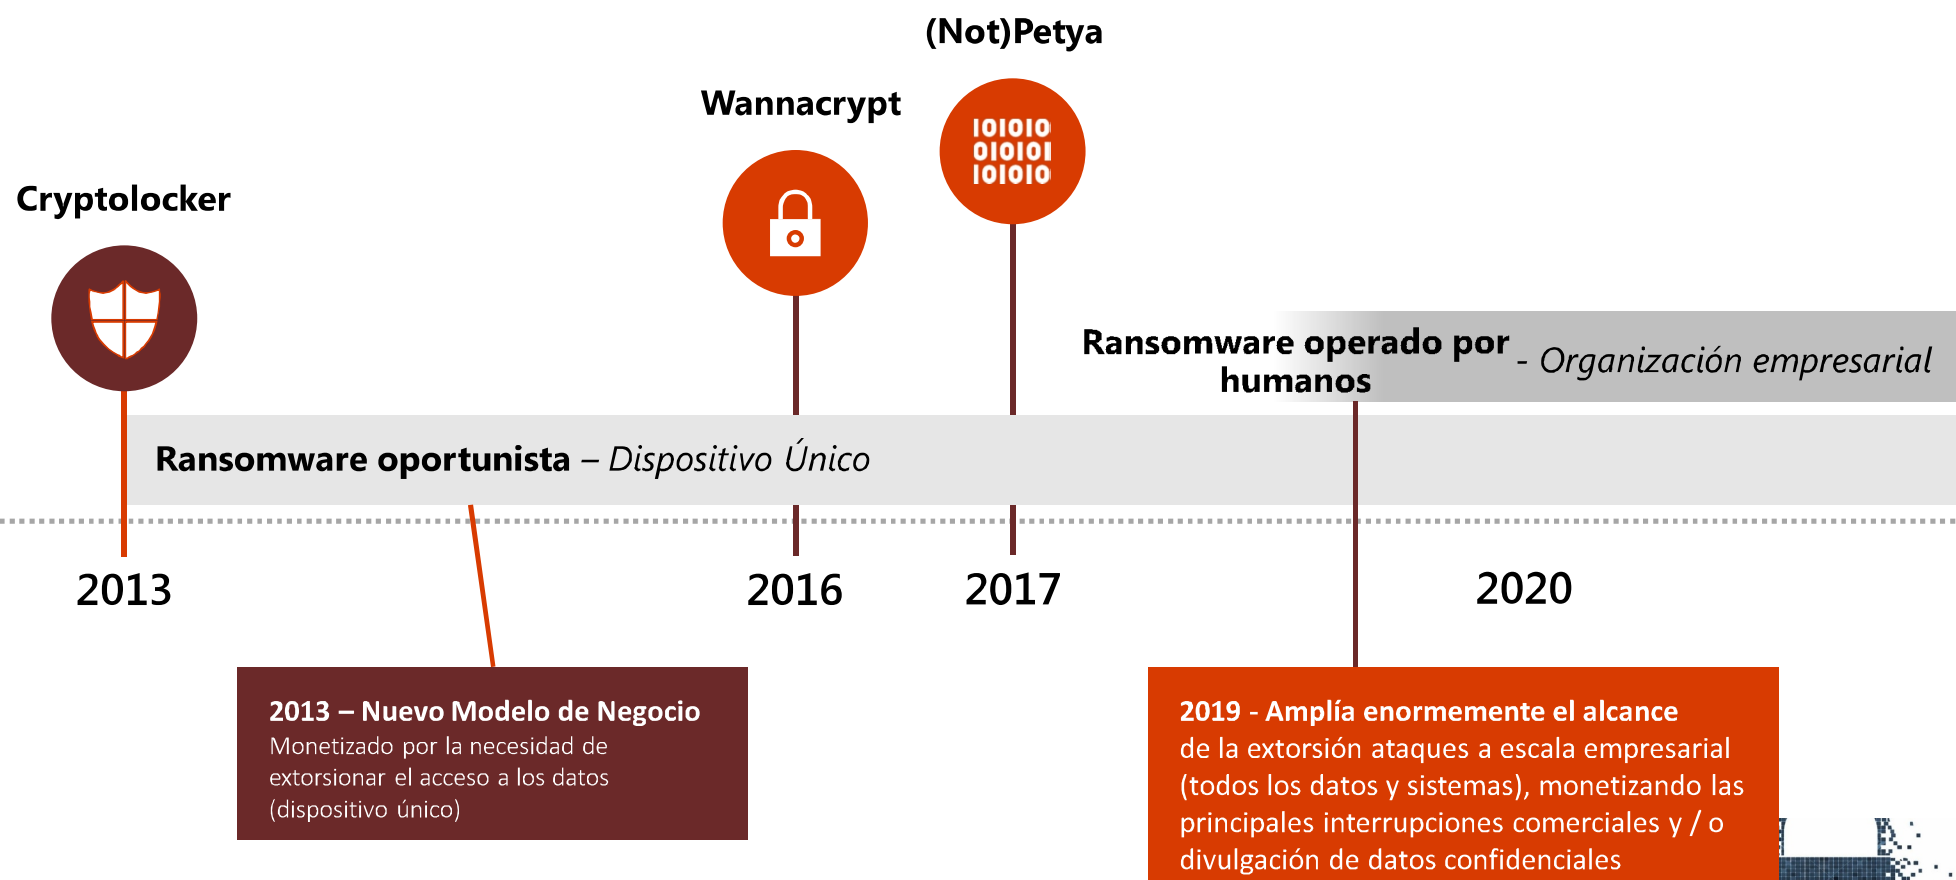 (Not)Petya
Wannacrypt
10101010
010101
101010
Cryptolocker
Ransomware operado por
humanos
- Organización empresarial
Ransomware oportunista – Dispositivo Único
2013
2016
2017
2020
2013 – Nuevo Modelo de Negocio
Monetizado por la necesidad de
extorsionar el acceso a los datos
(dispositivo único)
2019 - Amplía enormemente el alcance
de la extorsión ataques a escala empresarial
(todos los datos y sistemas), monetizando las
principales interrupciones comerciales y / o
divulgación de datos confidenciales